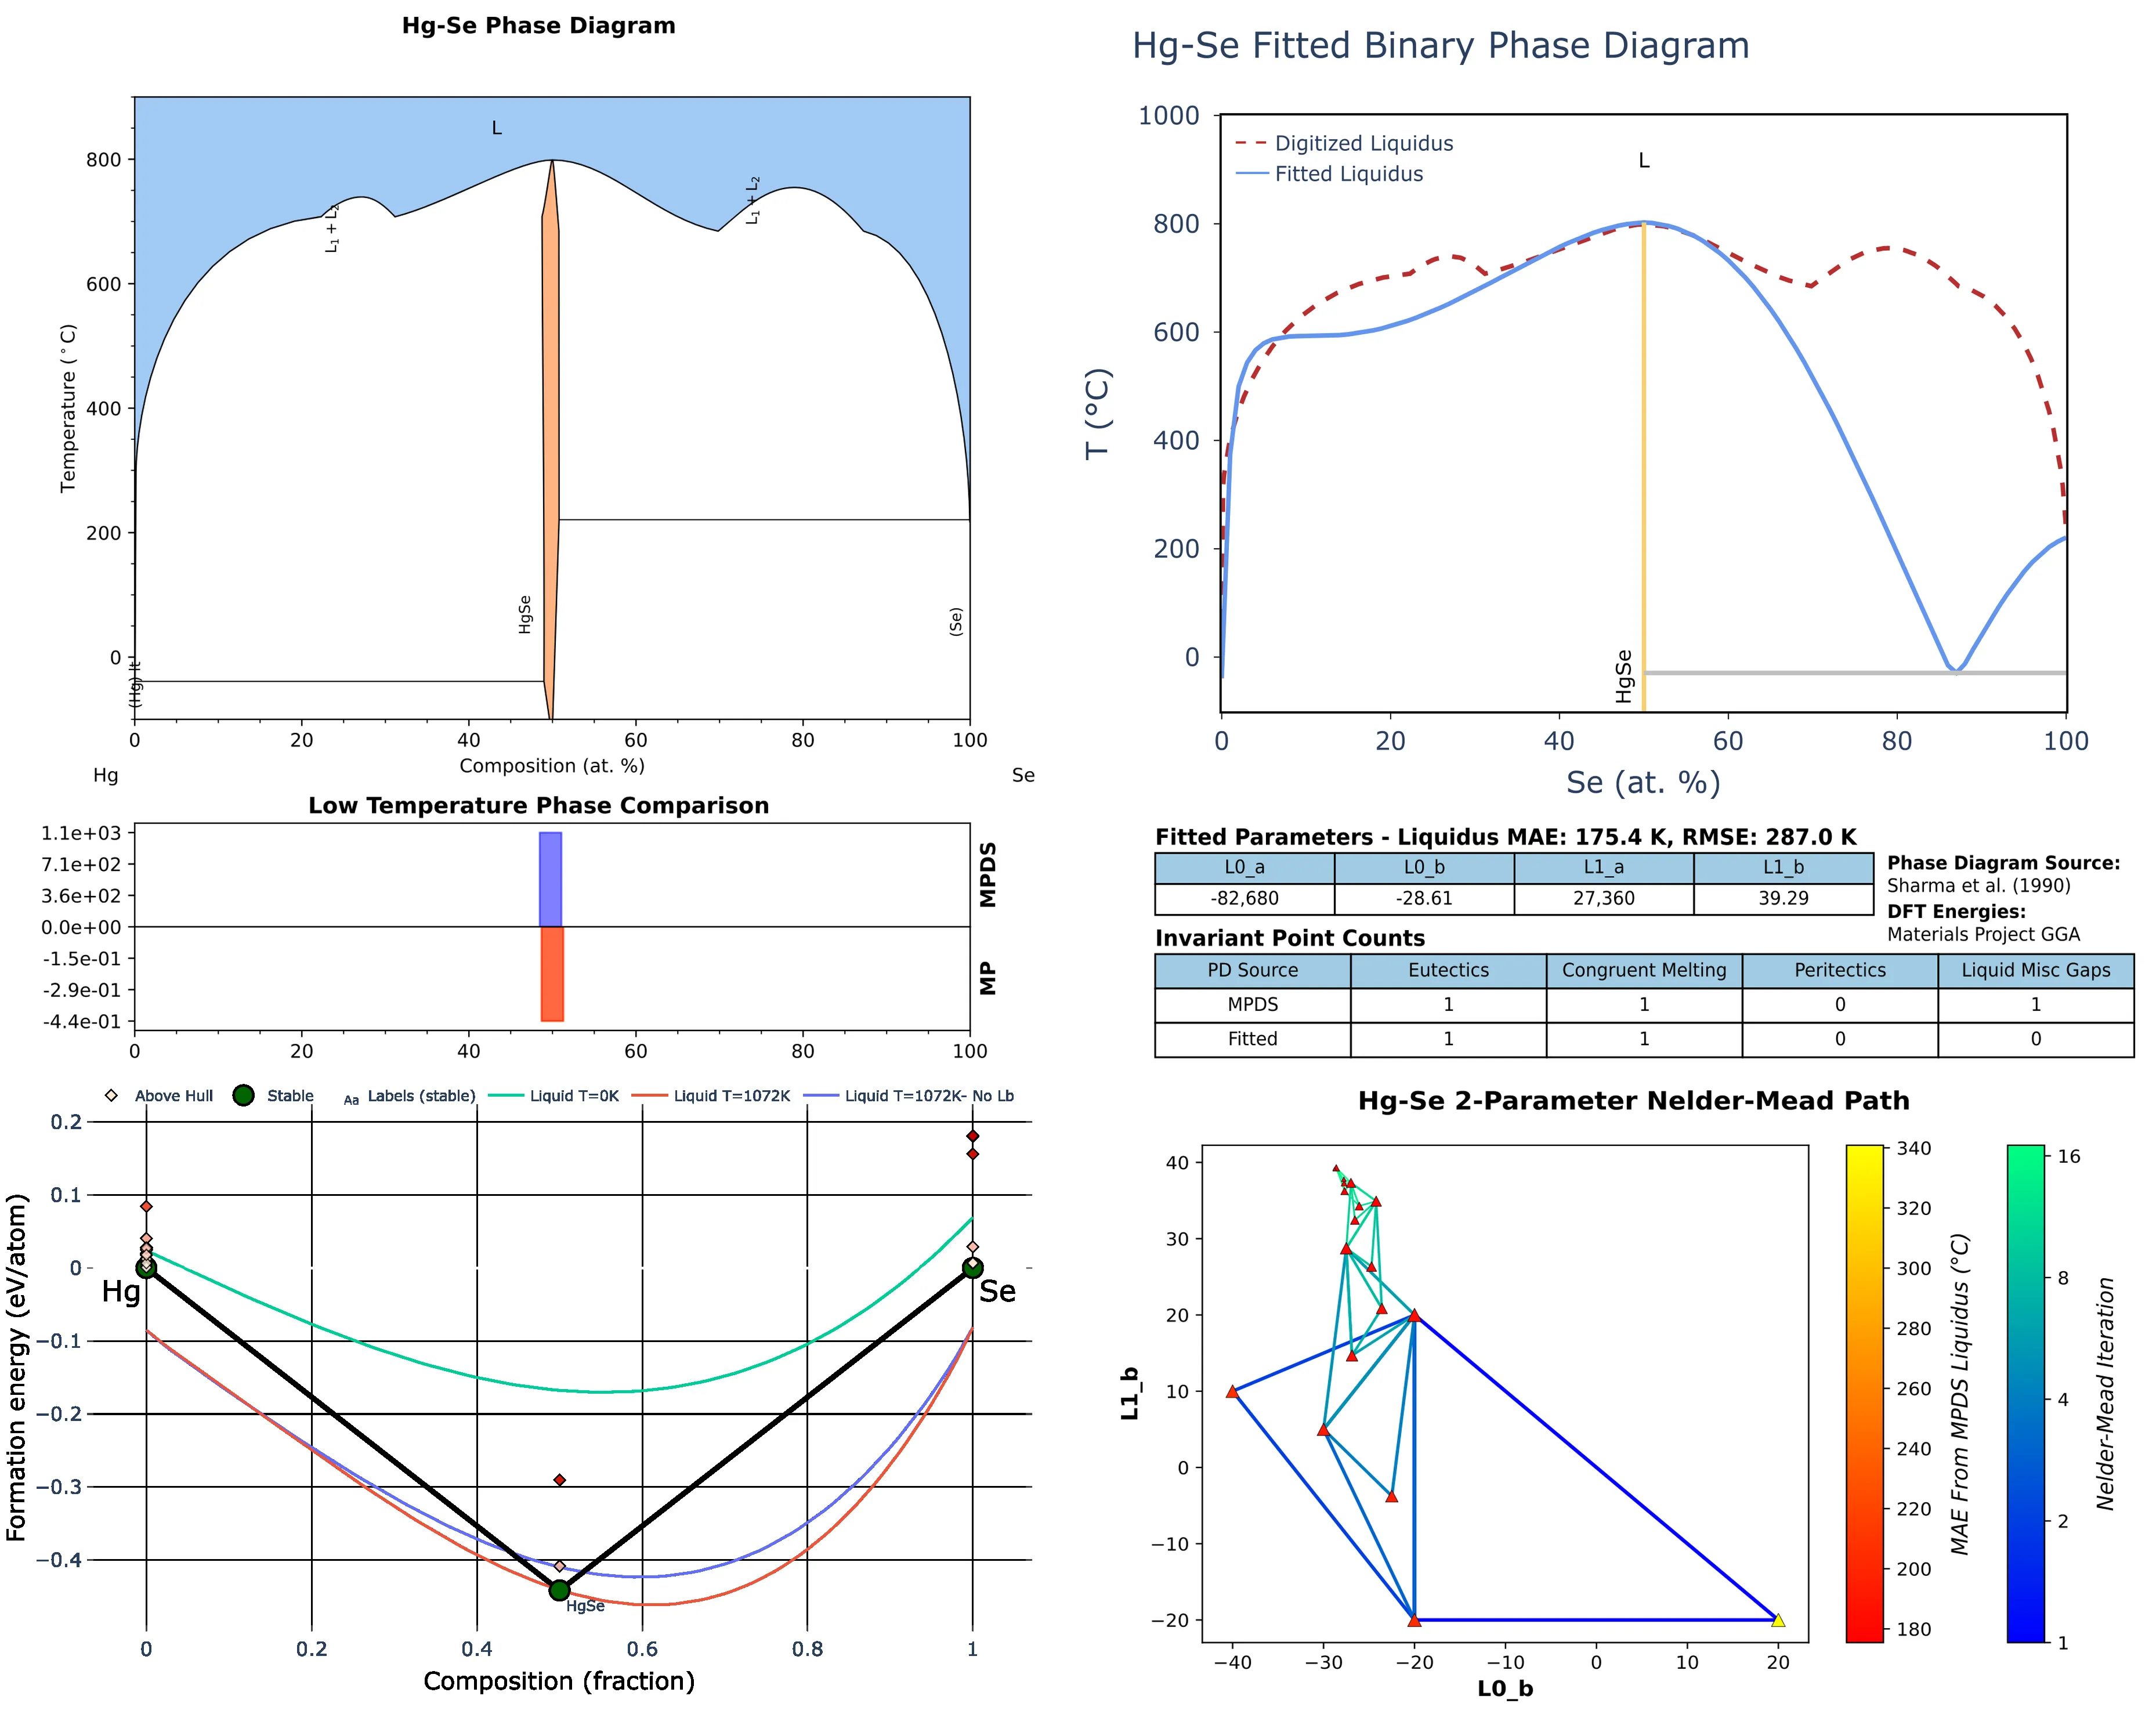 Hg-Se Phase Diagram
L
L1 + L2
L1 + L2
HgSe
(Se)
(Hg) lt
Temperature (°C)
800
600
400
200
0
0 20 40 60 80 100
Composition (at. %)
Hg Se
Hg-Se Fitted Binary Phase Diagram
Digitized Liquidus
Fitted Liquidus
L
HgSe
T (°C)
1000
800
600
400
200
0
0 20 40 60 80 100
Se (at. %)
Low Temperature Phase Comparison
1.1e+03
7.1e+02
3.6e+02
0.0e+00
-1.5e-01
-2.9e-01
-4.4e-01
MPDS
MP
0 20 40 60 80 100
Fitted Parameters - Liquidus MAE: 175.4 K, RMSE: 287.0 K
L0_a L0_b L1_a L1_b
-82,680 -28.61 27,360 39.29
Phase Diagram Source:
Sharma et al. (1990)
DFT Energies:
Materials Project GGA
Invariant Point Counts
PD Source Eutectics Congruent Melting Peritectics Liquid Misc Gaps
MPDS 1 1 0 1
Fitted 1 1 0 0
Above Hull Stable Aa Labels (stable) Liquid T=0K Liquid T=1072K Liquid T=1072K- No Lb
0.2
0.1
0
−0.1
−0.2
−0.3
−0.4
Formation energy (eV/atom)
Hg
Se
HgSe
0 0.2 0.4 0.6 0.8 1
Composition (fraction)
Hg-Se 2-Parameter Nelder-Mead Path
40
30
20
10
0
−10
−20
L1_b
−40 −30 −20 −10 0 10 20
L0_b
340
320
300
280
260
240
220
200
180
MAE From MPDS Liquidus (°C)
16
8
4
2
1
Nelder-Mead Iteration